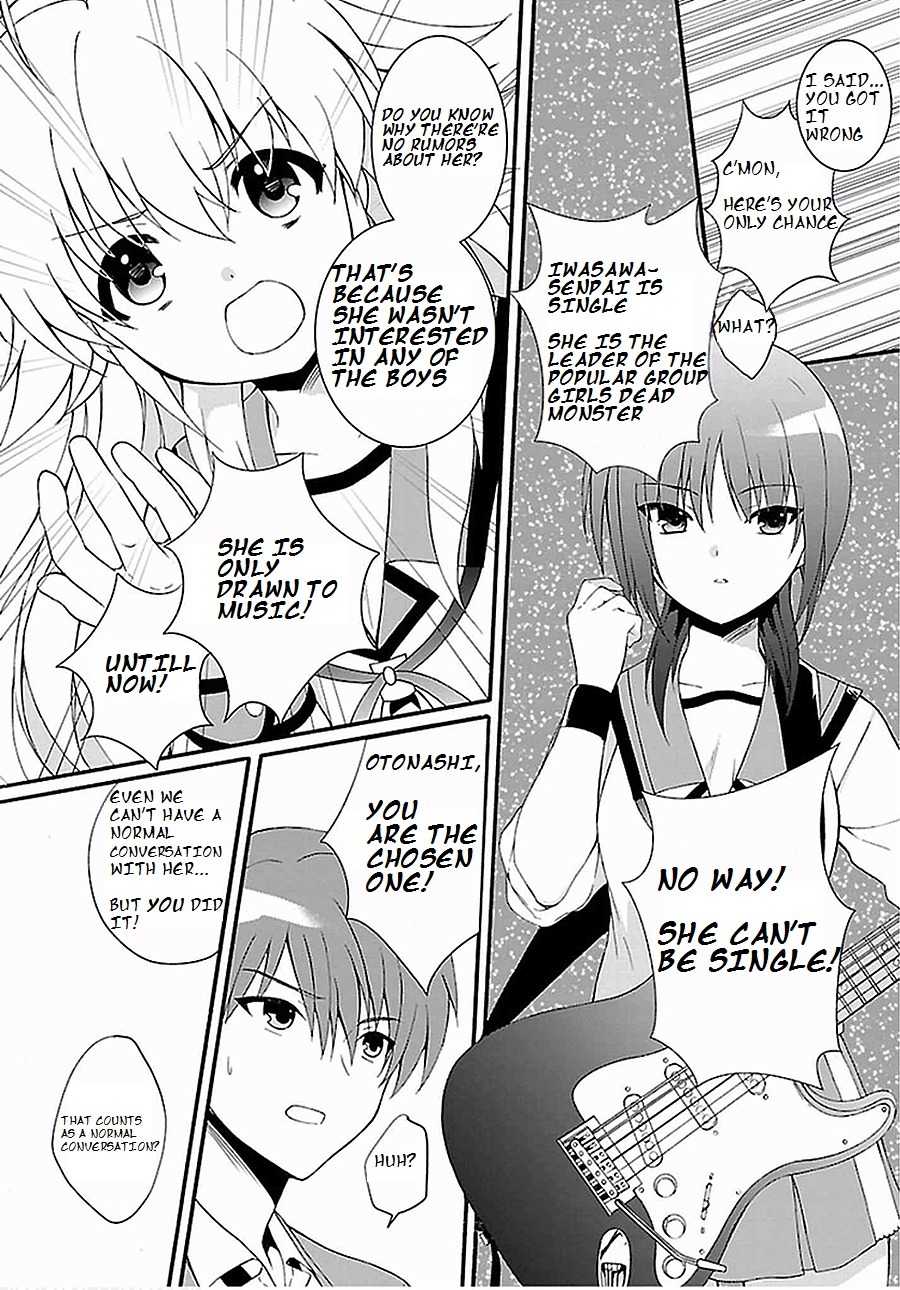 I SAID...
YOU GOT
IT
WRONG
C'MON,
HERE'S YOUR
ONLY CHANCE
WHAT?
IWASAWA-
SENPAI IS
SINGLE
SHE IS THE
LEADER OF THE
POPULAR GROUP
GIRLS DEAD
MONSTER
NO WAY!
SHE CAN'T
BE SINGLE!
DO YOU KNOW
WHY THERE'RE
NO RUMORS
ABOUT HER?
THAT'S
BECAUSE
SHE WASN'T
INTERESTED
IN ANY OF
THE BOYS
SHE IS
ONLY
DRAWN TO
MUSIC!
UNTILL
NOW!
OTONASHI,
YOU
ARE THE
CHOSEN
ONE!
HUH?
EVEN WE
CAN'T HAVE A
NORMAL
CONVERSATION
WITH HER...
BUT YOU DID
IT!
THAT COUNTS
AS A NORMAL
CONVERSATION?